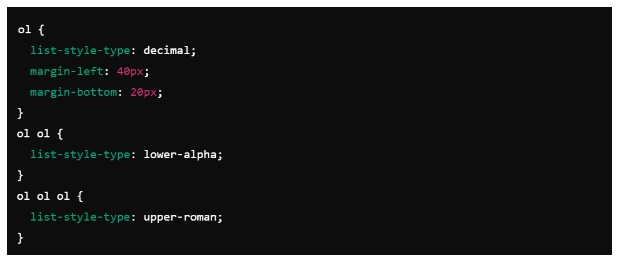 ol {
  list-style-type: decimal;
  margin-left: 40px;
  margin-bottom: 20px;
}
ol ol {
  list-style-type: lower-alpha;
}
ol ol ol {
  list-style-type: upper-roman;
}